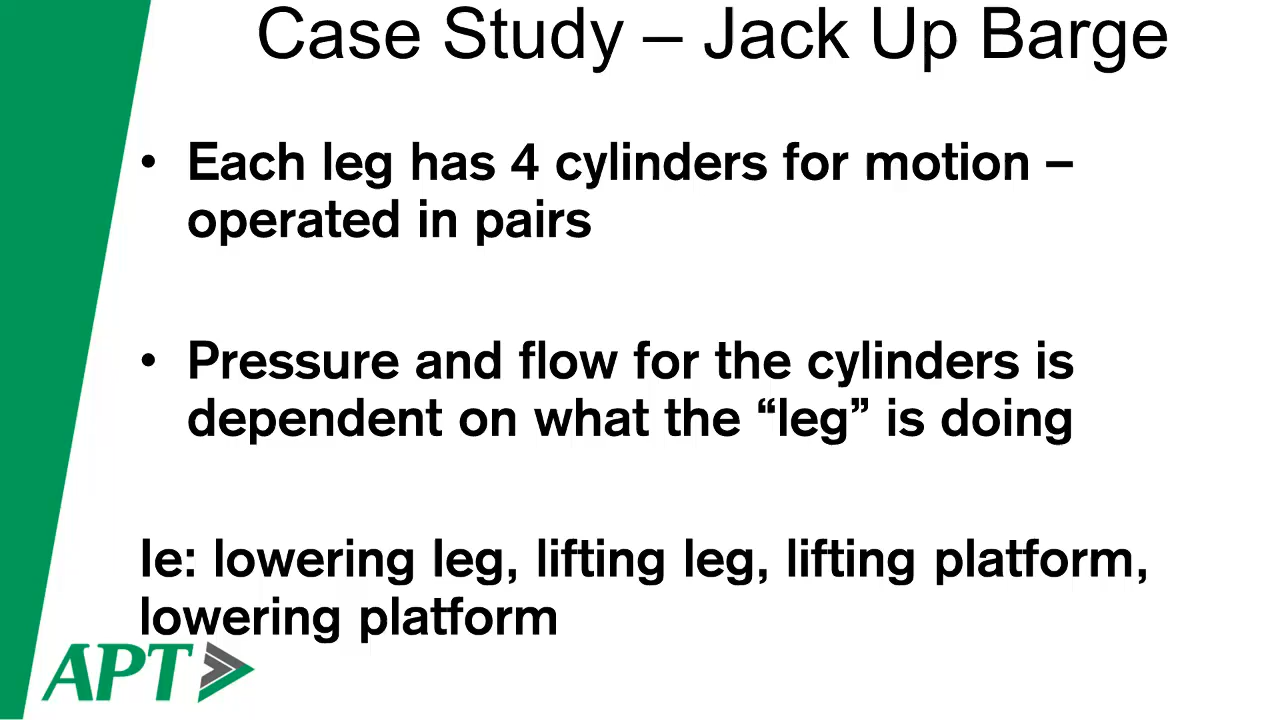 Case Study – Jack Up Barge
• Each leg has 4 cylinders for motion –
operated in pairs
• Pressure and flow for the cylinders is
dependent on what the “leg” is doing
Ie: lowering leg, lifting leg, lifting platform,
lowering platform
APT